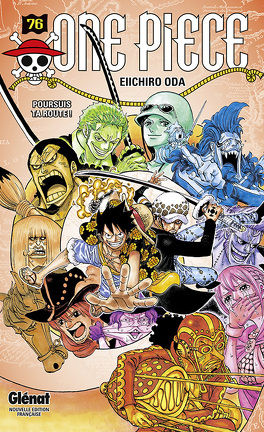 76
ONE PIECE
EIICHIRO ODA
POURSUIS
TA ROUTE !
Glénat
NOUVELLE ÉDITION
FRANÇAISE